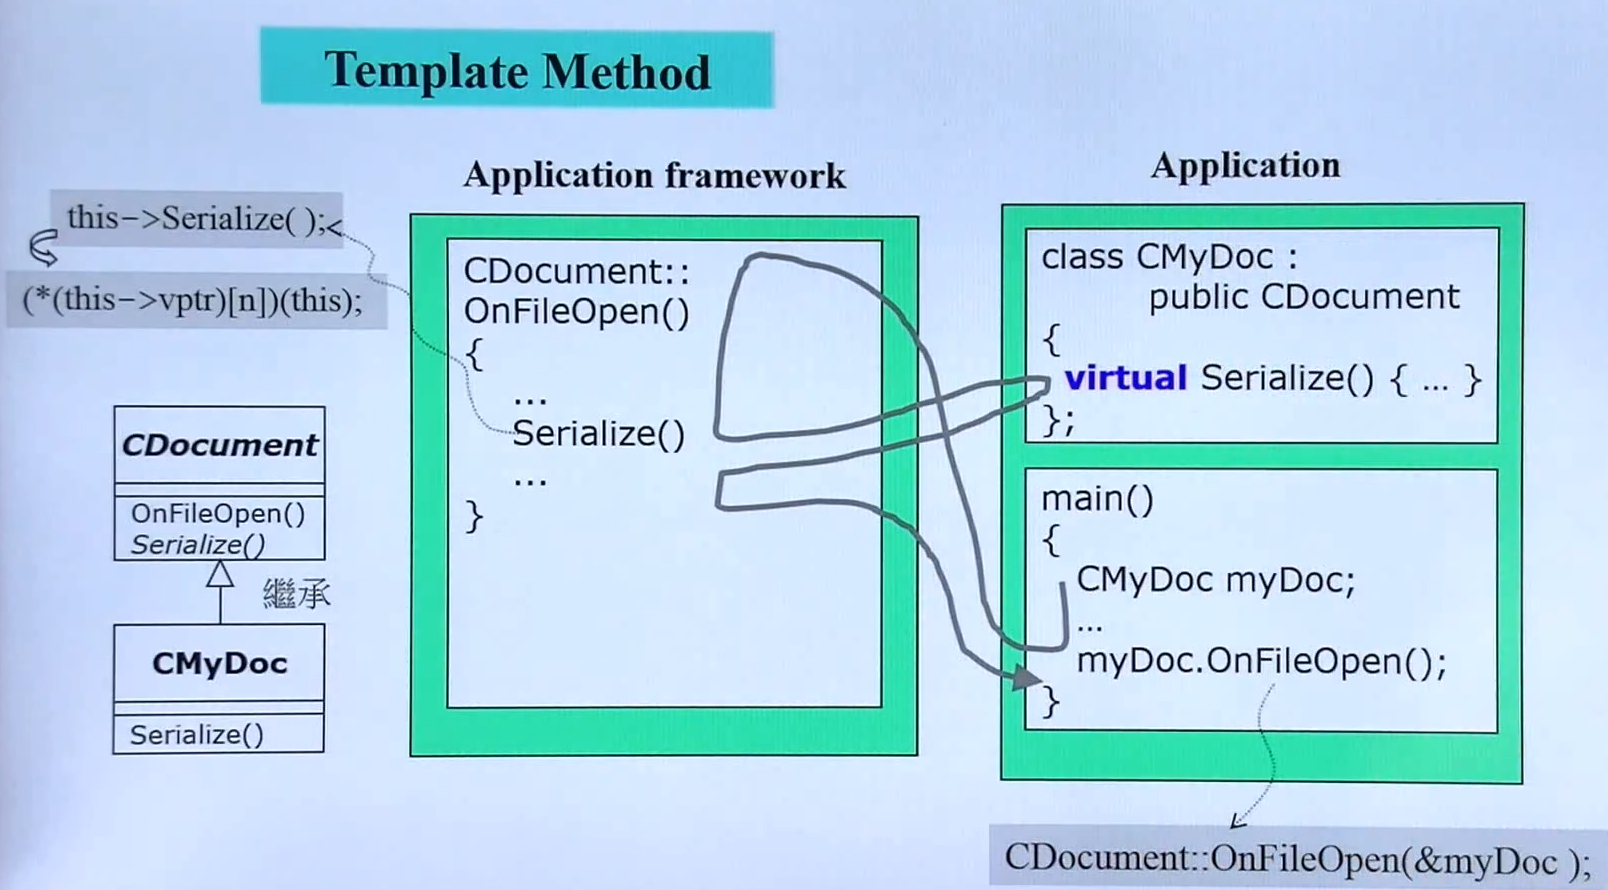 Template Method
Application framework
Application
this->Serialize( );
(*(this->vptr)[n])(this);
CDocument::
OnFileOpen()
{
...
Serialize()
...
}
class CMyDoc :
public CDocument
{
virtual Serialize() { ... }
};
main()
{
CMyDoc myDoc;
...
myDoc.OnFileOpen();
}
CDocument::OnFileOpen(&myDoc );
CDocument
OnFileOpen()
Serialize()
繼承
CMyDoc
Serialize()